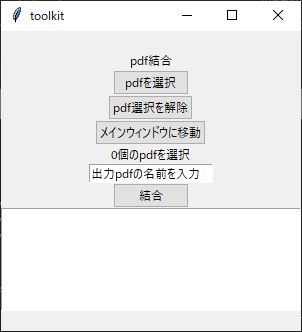 toolkit
pdf結合
pdfを選択
pdf選択を解除
メインウィンドウに移動
0個のpdfを選択
出力pdfの名前を入力
結合